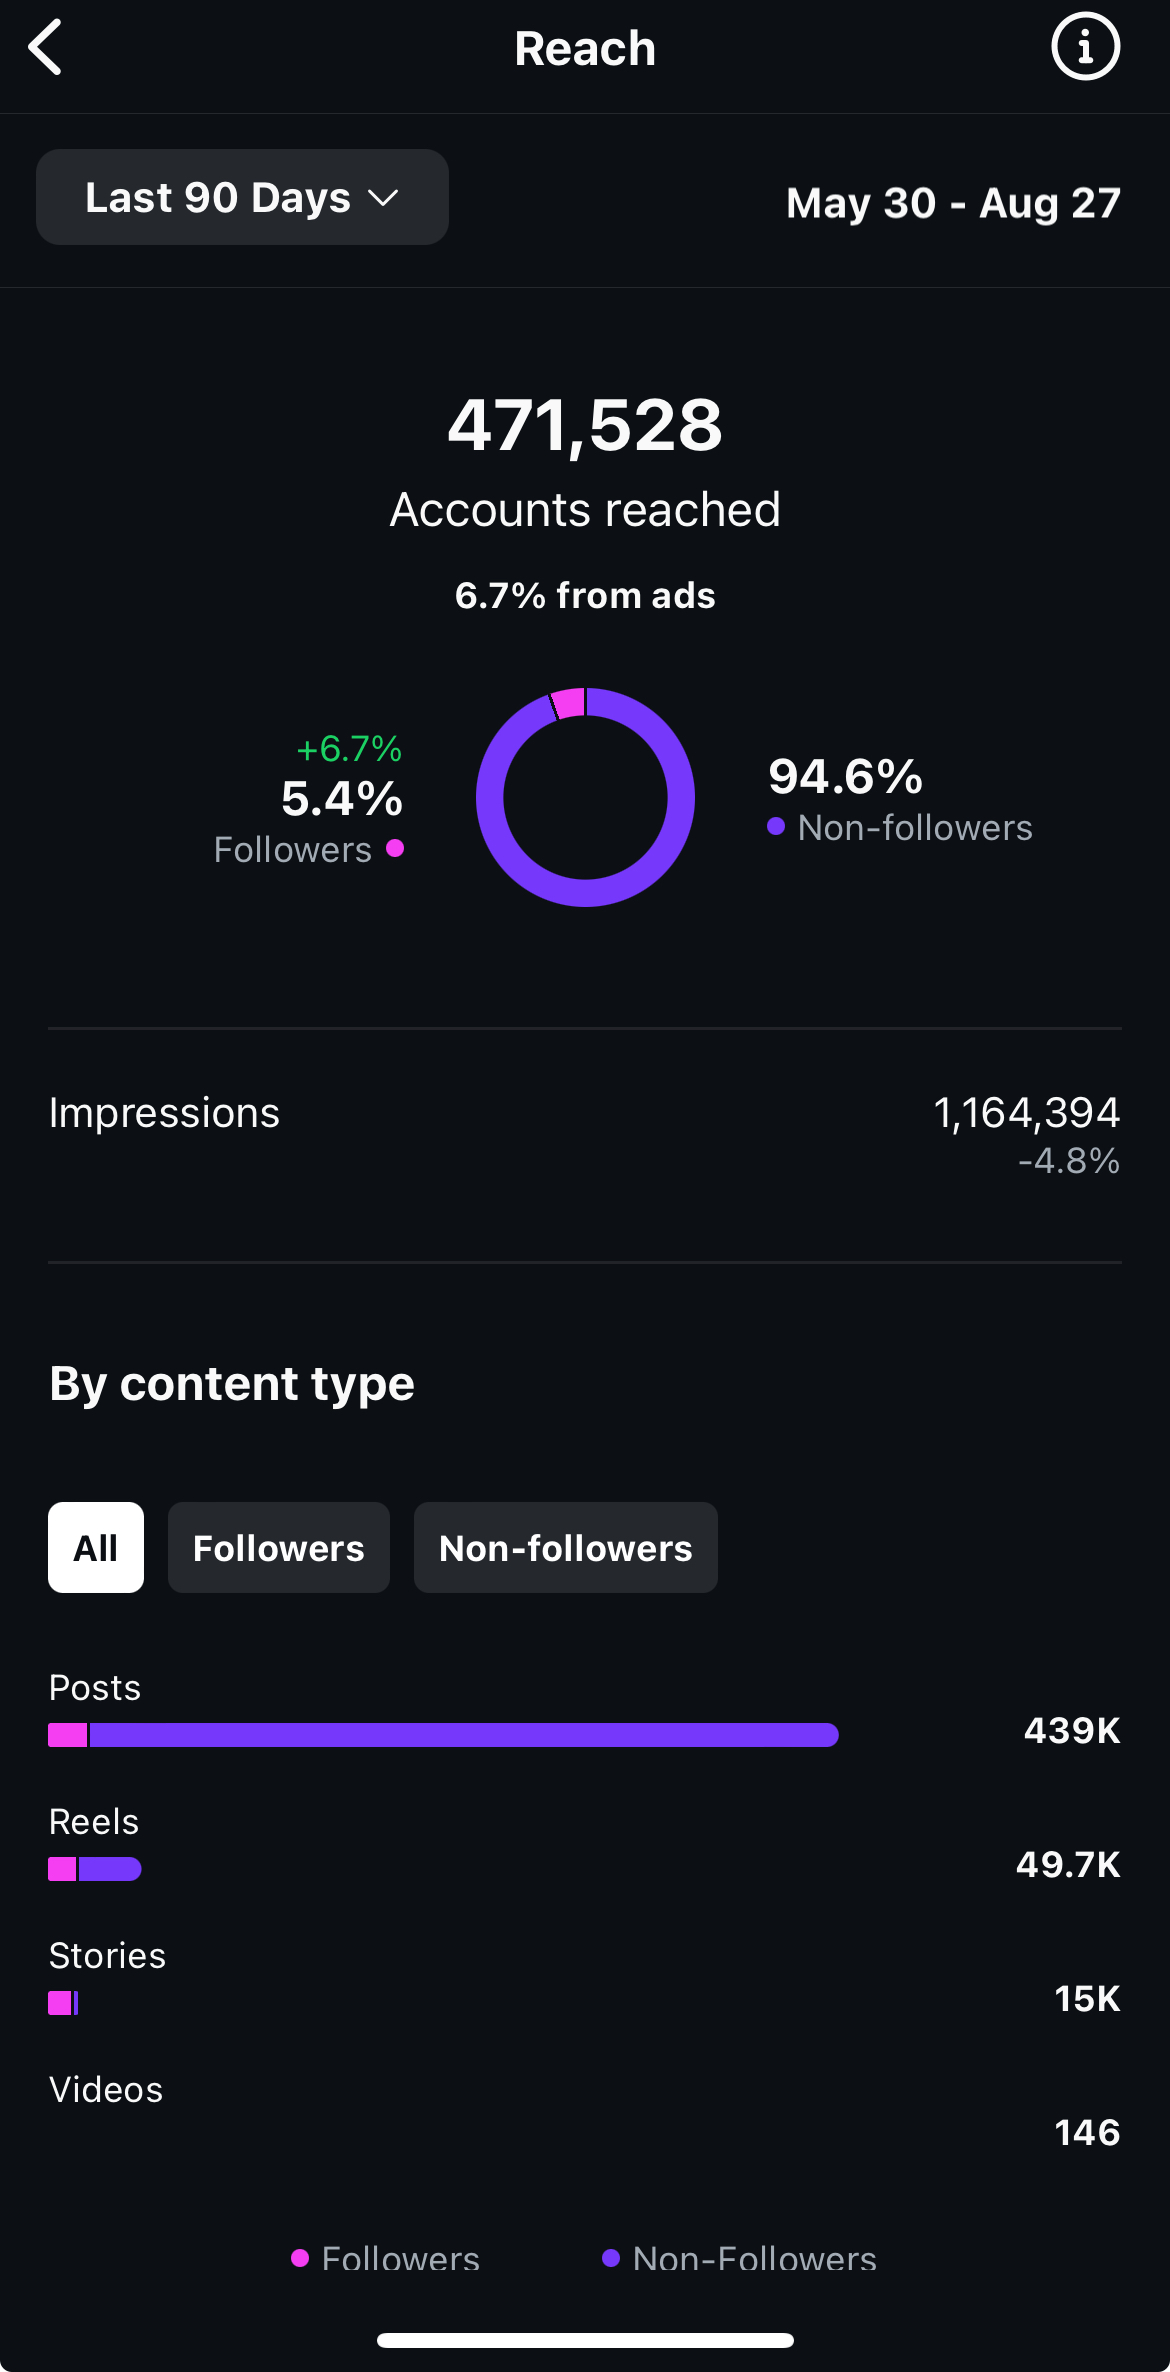 Reach
Last 90 Days
May 30 - Aug 27
471,528
Accounts reached
6.7% from ads
+6.7%
5.4%
Followers
94.6%
Non-followers
Impressions
1,164,394
-4.8%
By content type
All
Followers
Non-followers
Posts
439K
Reels
49.7K
Stories
15K
Videos
146
Followers
Non-Followers